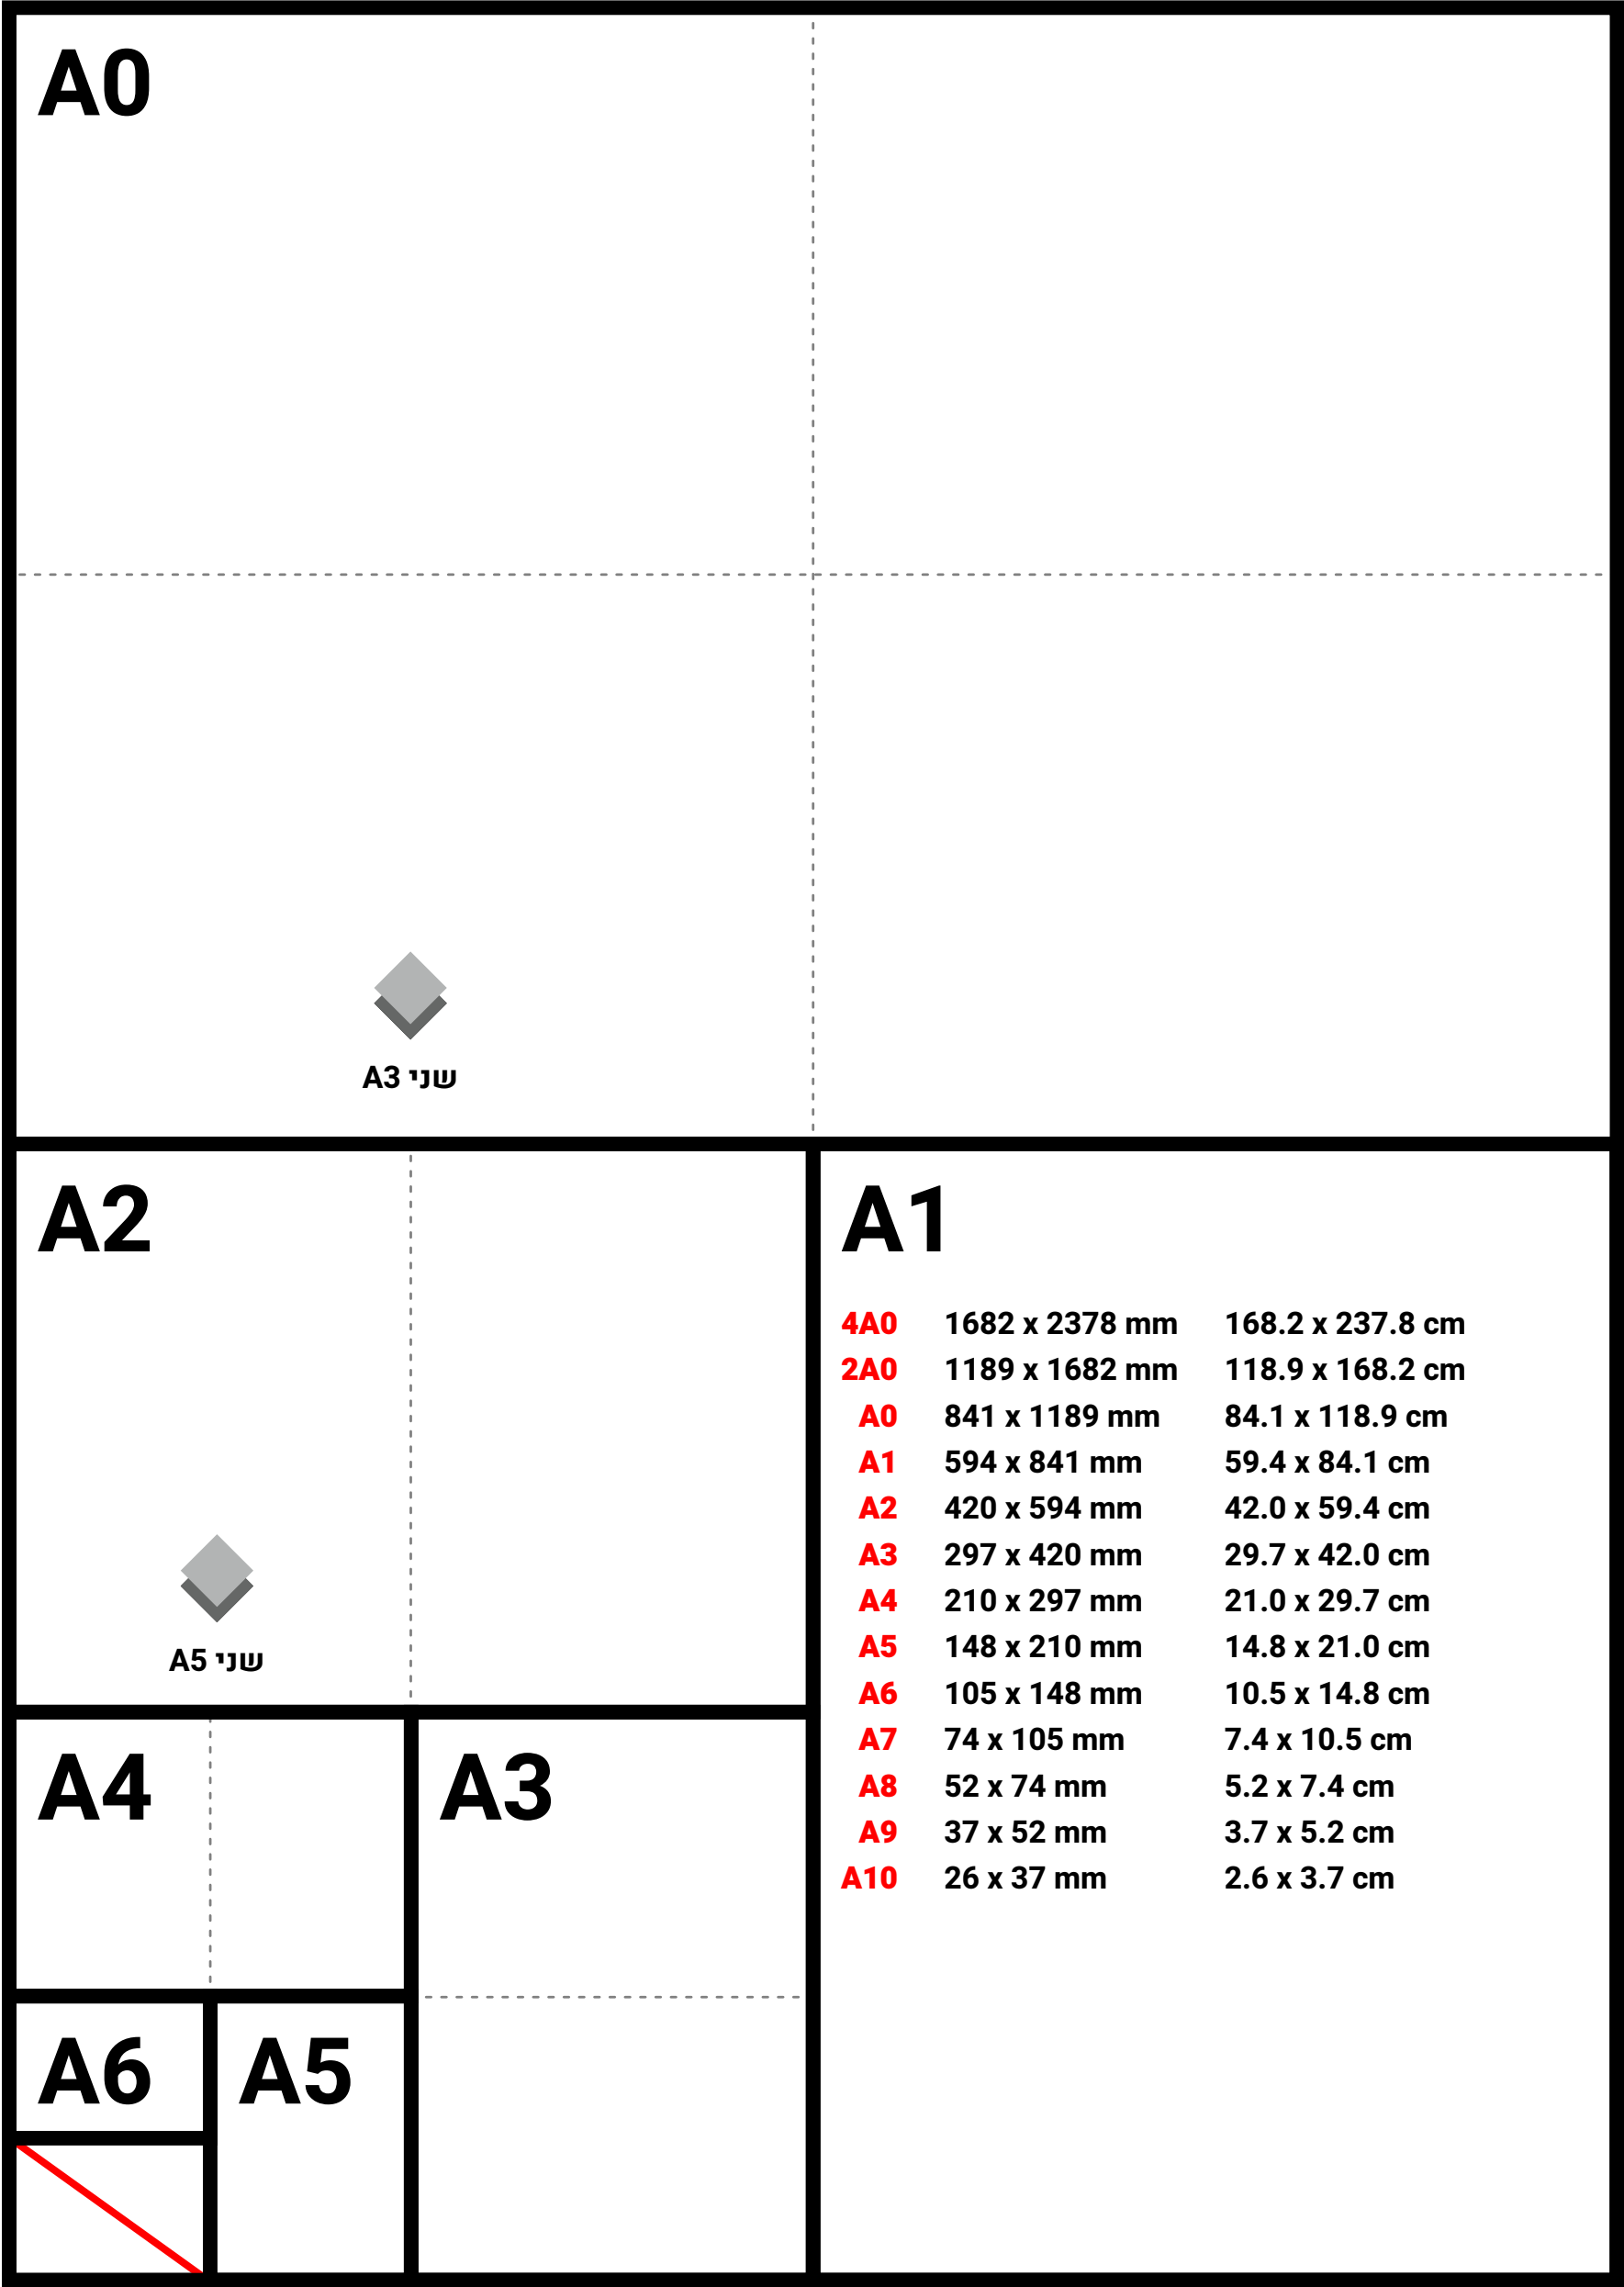 A0
שני A3
A2
A1
4A0 1682 x 2378 mm 168.2 x 237.8 cm
2A0 1189 x 1682 mm 118.9 x 168.2 cm
A0 841 x 1189 mm 84.1 x 118.9 cm
A1 594 x 841 mm 59.4 x 84.1 cm
A2 420 x 594 mm 42.0 x 59.4 cm
A3 297 x 420 mm 29.7 x 42.0 cm
A4 210 x 297 mm 21.0 x 29.7 cm
A5 148 x 210 mm 14.8 x 21.0 cm
A6 105 x 148 mm 10.5 x 14.8 cm
A7 74 x 105 mm 7.4 x 10.5 cm
A8 52 x 74 mm 5.2 x 7.4 cm
A9 37 x 52 mm 3.7 x 5.2 cm
A10 26 x 37 mm 2.6 x 3.7 cm
שני A5
A4
A3
A6
A5